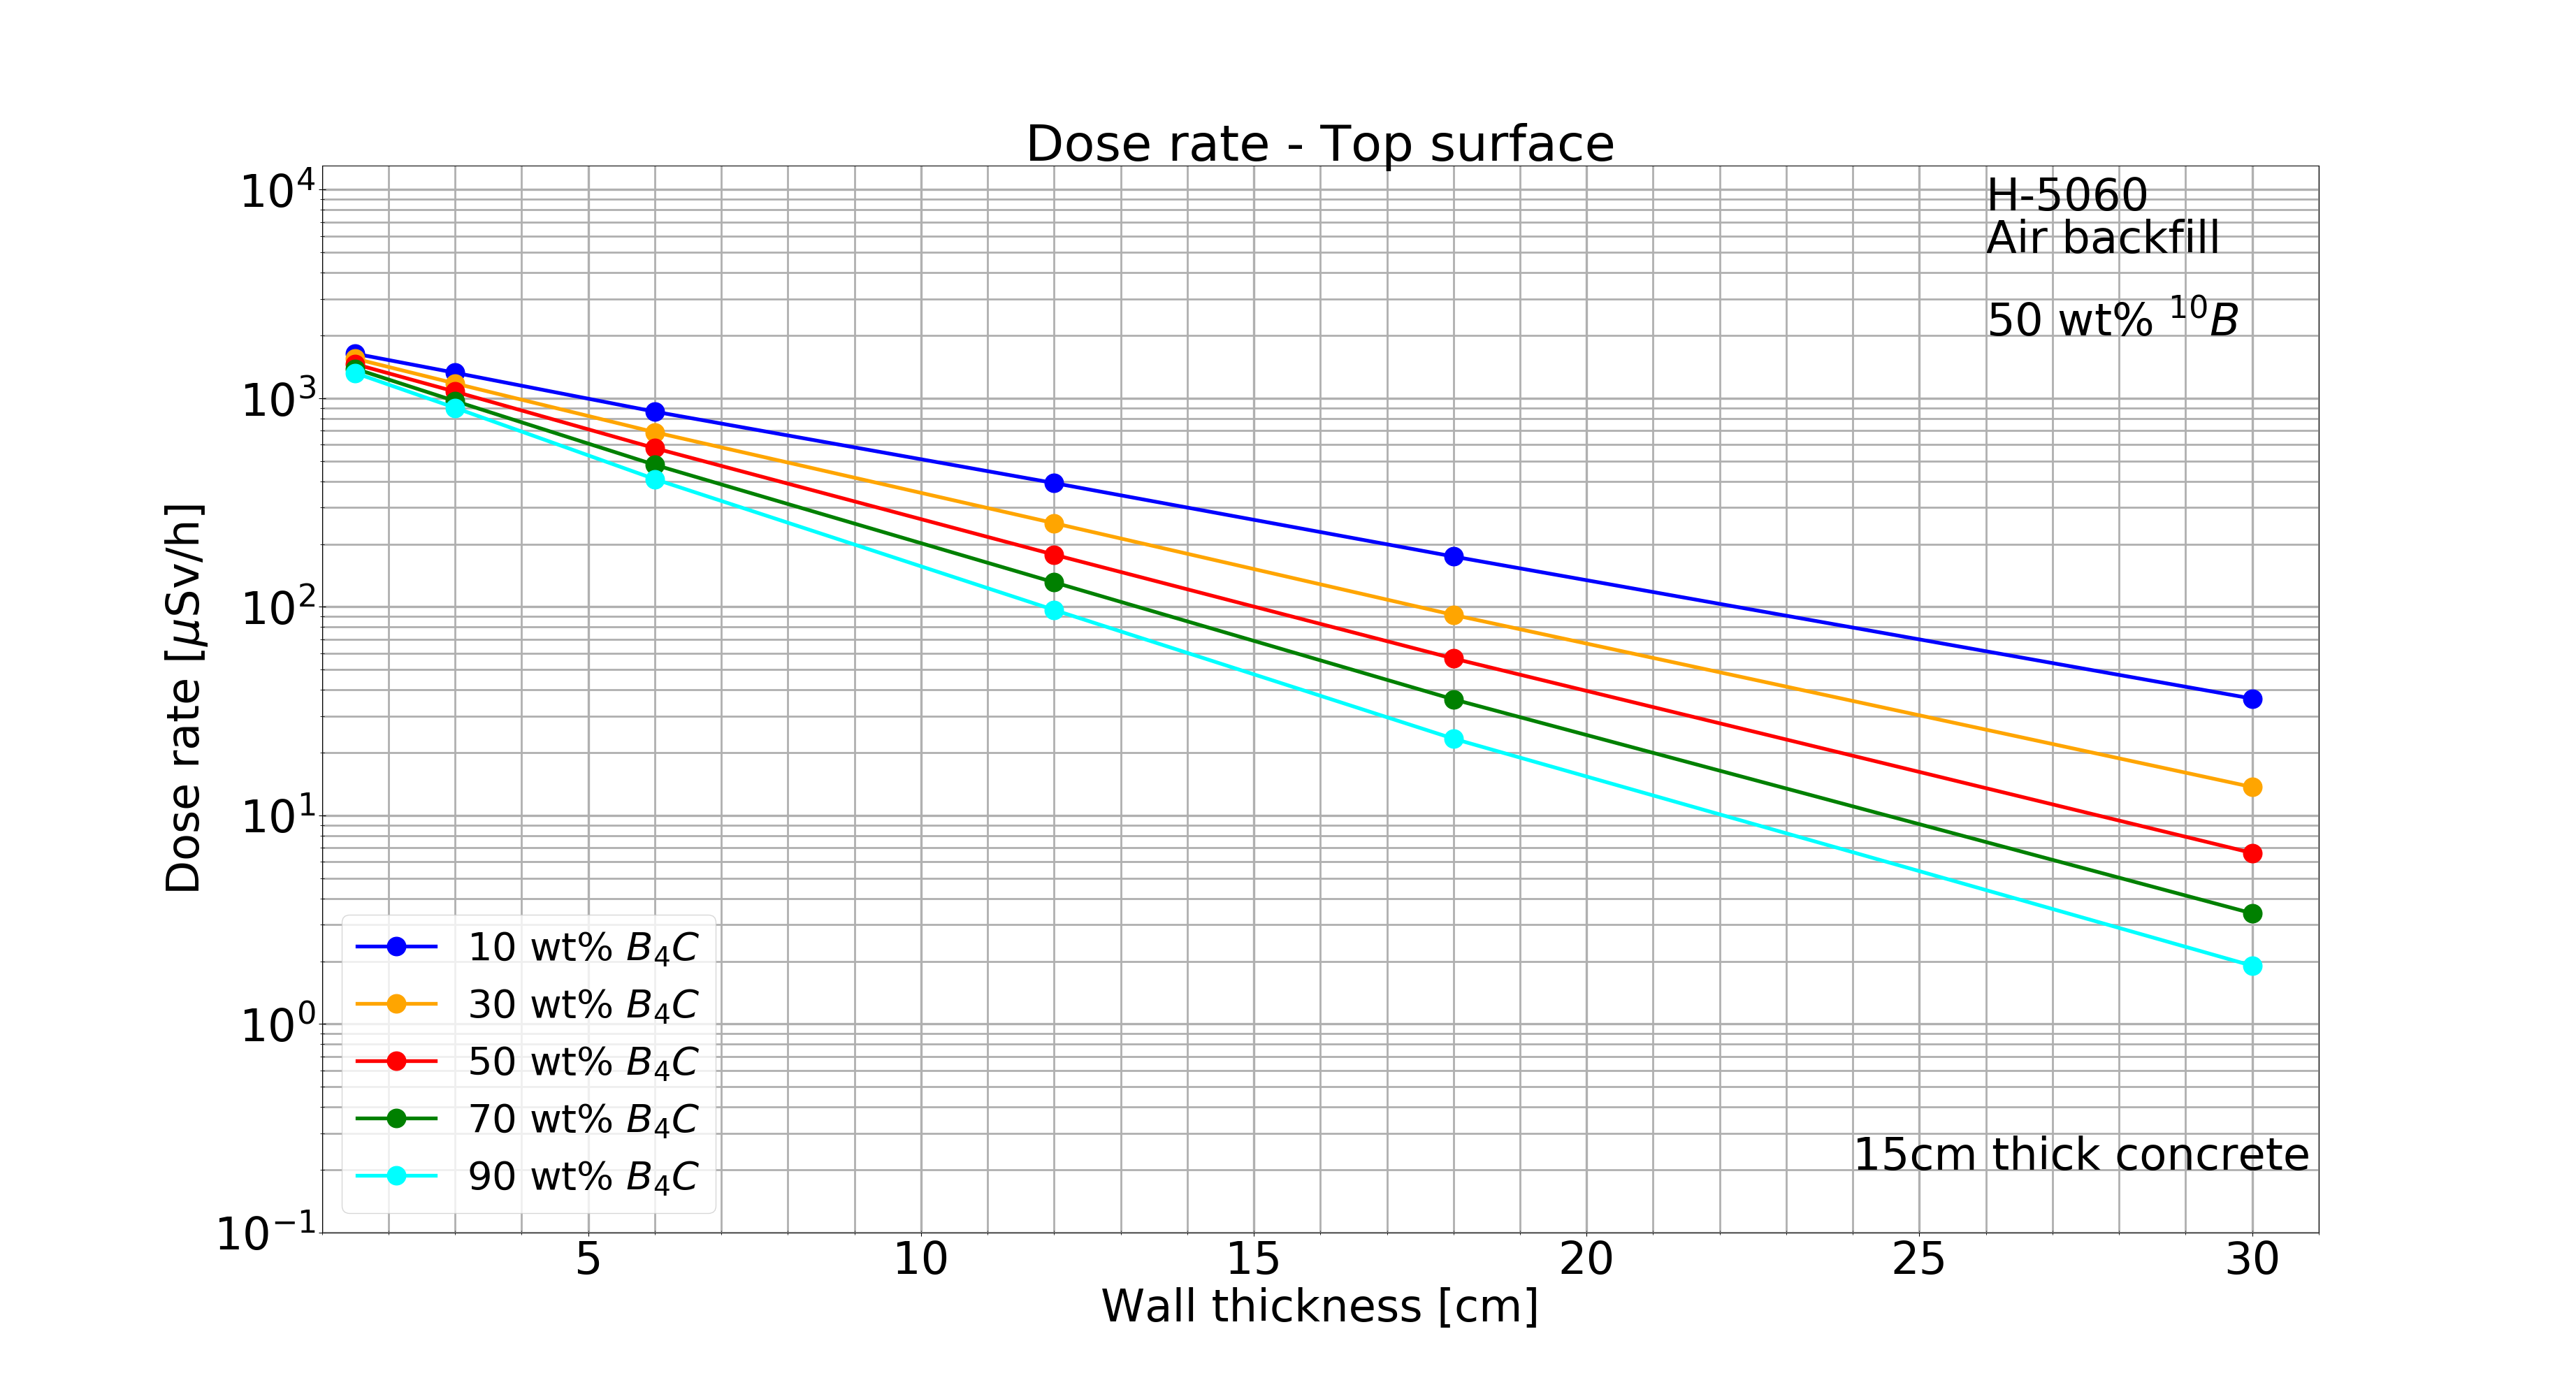 Dose rate - Top surface
H-5060
Air backfill
50 wt% ¹⁰B
10⁴
10³
10²
10¹
10⁰
10⁻¹
Dose rate [μSv/h]
10 wt% B₄C
30 wt% B₄C
50 wt% B₄C
70 wt% B₄C
90 wt% B₄C
15cm thick concrete
5 10 15 20 25 30
Wall thickness [cm]